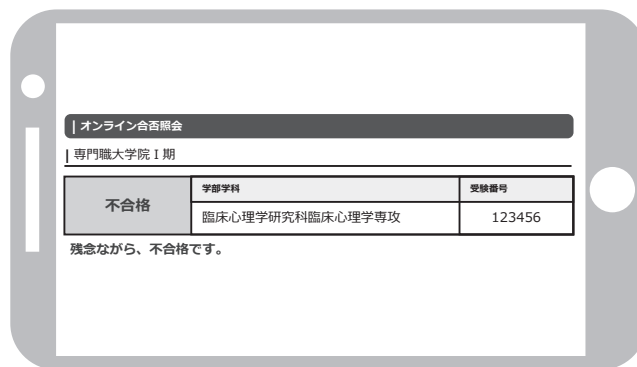 | オンライン合否照会
| 専門職大学院Ⅰ期
不合格
学部学科
受験番号
臨床心理学研究科臨床心理学専攻
123456
残念ながら、不合格です。